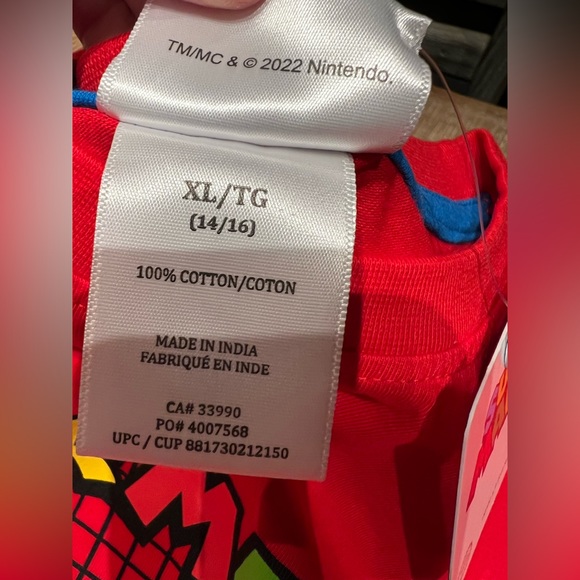 TM/MC & © 2022 Nintendo.
XL/TG
(14/16)
100% COTTON/COTON
MADE IN INDIA
FABRIQUÉ EN INDE
CA# 33990
PO# 4007568
UPC / CUP 881730212150